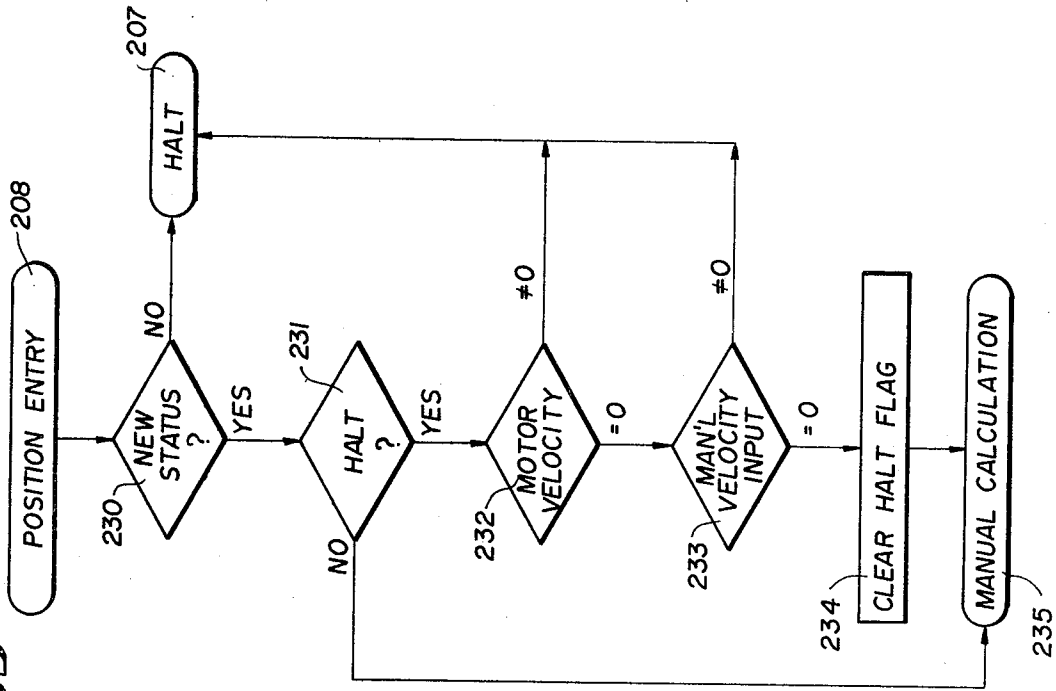 POSITION ENTRY
208
NEW
STATUS
?
230
NO
YES
HALT
207
HALT
?
231
NO
YES
MOTOR
VELOCITY
232
≠0
=0
MAN'L
VELOCITY
INPUT
233
≠0
=0
CLEAR HALT FLAG
234
MANUAL CALCULATION
235